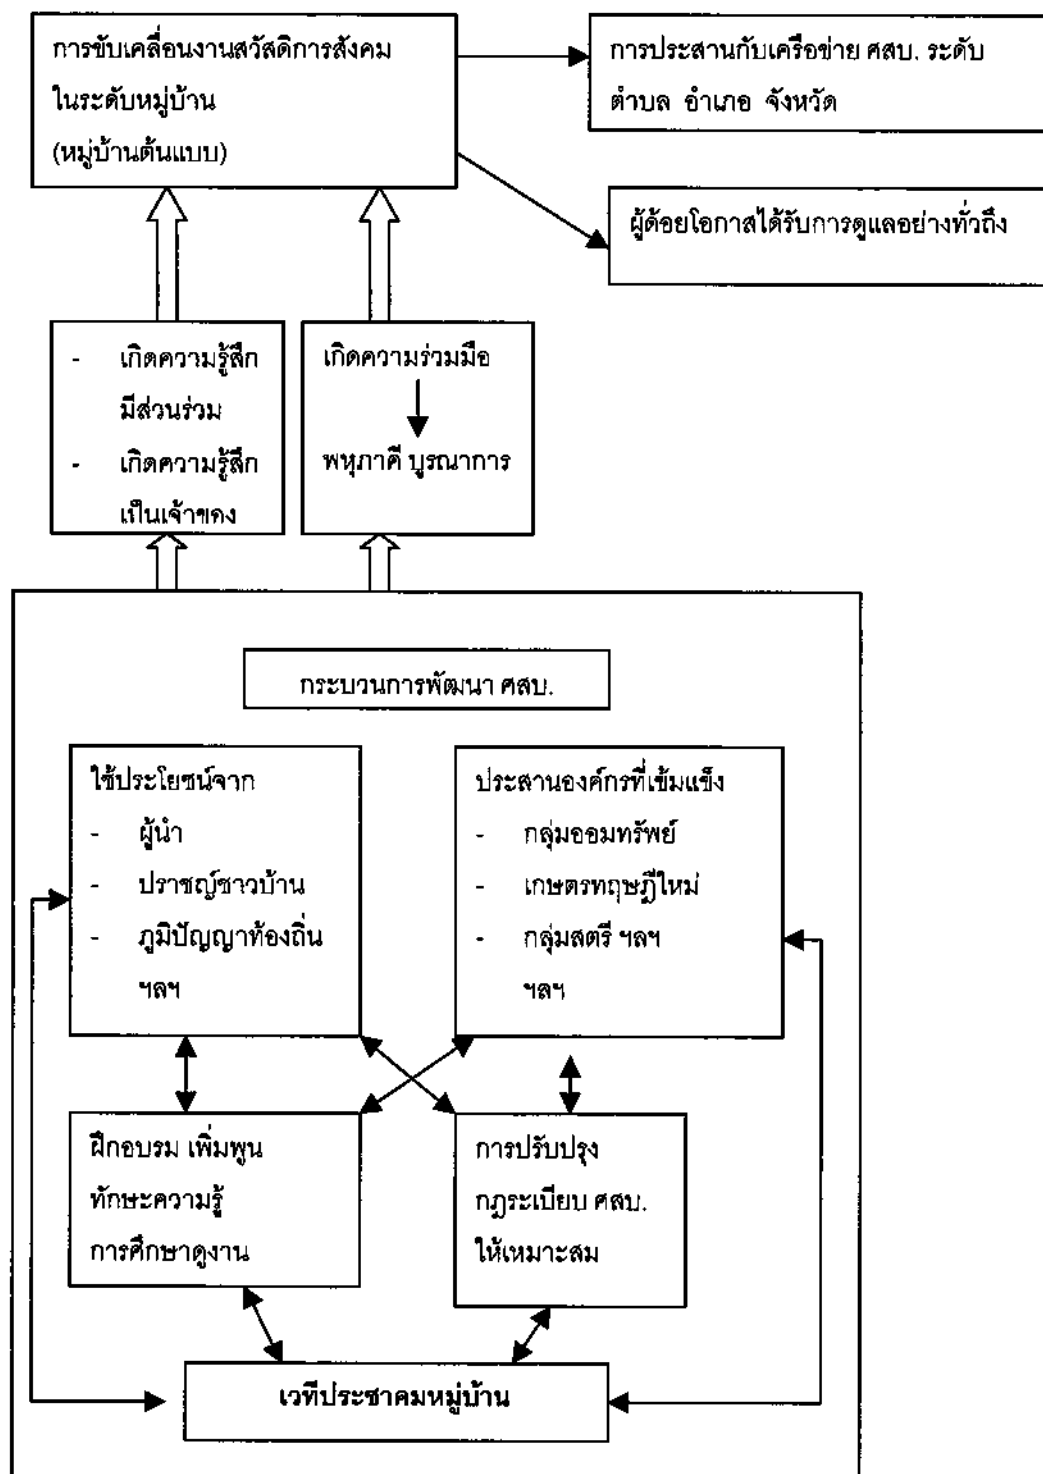 การขับเคลื่อนงานสวัสดิการสังคม
ในระดับหมู่บ้าน
(หมู่บ้านต้นแบบ)
การประสานกับเครือข่าย ศสบ. ระดับ
ตำบล อำเภอ จังหวัด
ผู้ด้อยโอกาสได้รับการดูแลอย่างทั่วถึง
- เกิดความรู้สึก
มีส่วนร่วม
- เกิดความรู้สึก
เป็นเจ้าของ
เกิดความร่วมมือ
พหุภาคี บูรณาการ
กระบวนการพัฒนา ศสบ.
ใช้ประโยชน์จาก
- ผู้นำ
- ปราชญ์ชาวบ้าน
- ภูมิปัญญาท้องถิ่น
ฯลฯ
ประสานองค์กรที่เข้มแข็ง
- กลุ่มออมทรัพย์
- เกษตรทฤษฎีใหม่
- กลุ่มสตรี ฯลฯ
ฯลฯ
ฝึกอบรม เพิ่มพูน
ทักษะความรู้
การศึกษาดูงาน
การปรับปรุง
กฎระเบียบ ศสบ.
ให้เหมาะสม
เวทีประชาคมหมู่บ้าน